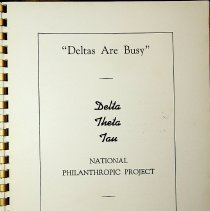 "Deltas Are Busy"
Delta
Theta
Tau
NATIONAL
PHILANTHROPIC PROJECT